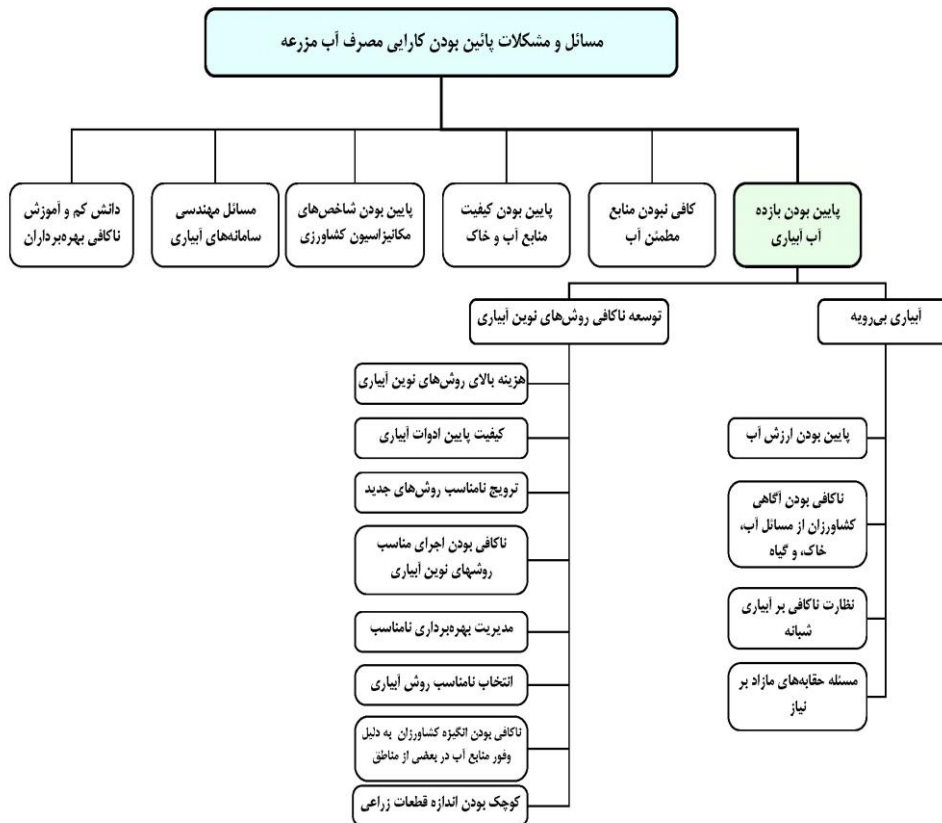 مسائل و مشکلات پائین بودن کارایی مصرف آب مزرعه
پایین بودن بازده
آب آبیاری
کافی نبودن منابع
مطمئن آب
پایین بودن کیفیت
منابع آب و خاک
پایین بودن شاخص‌های
مکانیزاسیون کشاورزی
مسائل مهندسی
سامانه‌های آبیاری
دانش کم و آموزش
ناکافی بهره‌برداران
آبیاری بی‌رویه
پایین بودن ارزش آب
ناکافی بودن آگاهی
کشاورزان از مسائل آب،
خاک، و گیاه
نظارت ناکافی بر آبیاری
شبانه
مسئله حقابه‌های مازاد بر
نیاز
توسعه ناکافی روش‌های نوین آبیاری
هزینه بالای روش‌های نوین آبیاری
کیفیت پایین ادوات آبیاری
ترویج نامناسب روش‌های جدید
ناکافی بودن اجرای مناسب
روشهای نوین آبیاری
مدیریت بهره‌برداری نامناسب
انتخاب نامناسب روش آبیاری
ناکافی بودن انگیزه کشاورزان به دلیل
وفور منابع آب در بعضی از مناطق
کوچک بودن اندازه قطعات زراعی